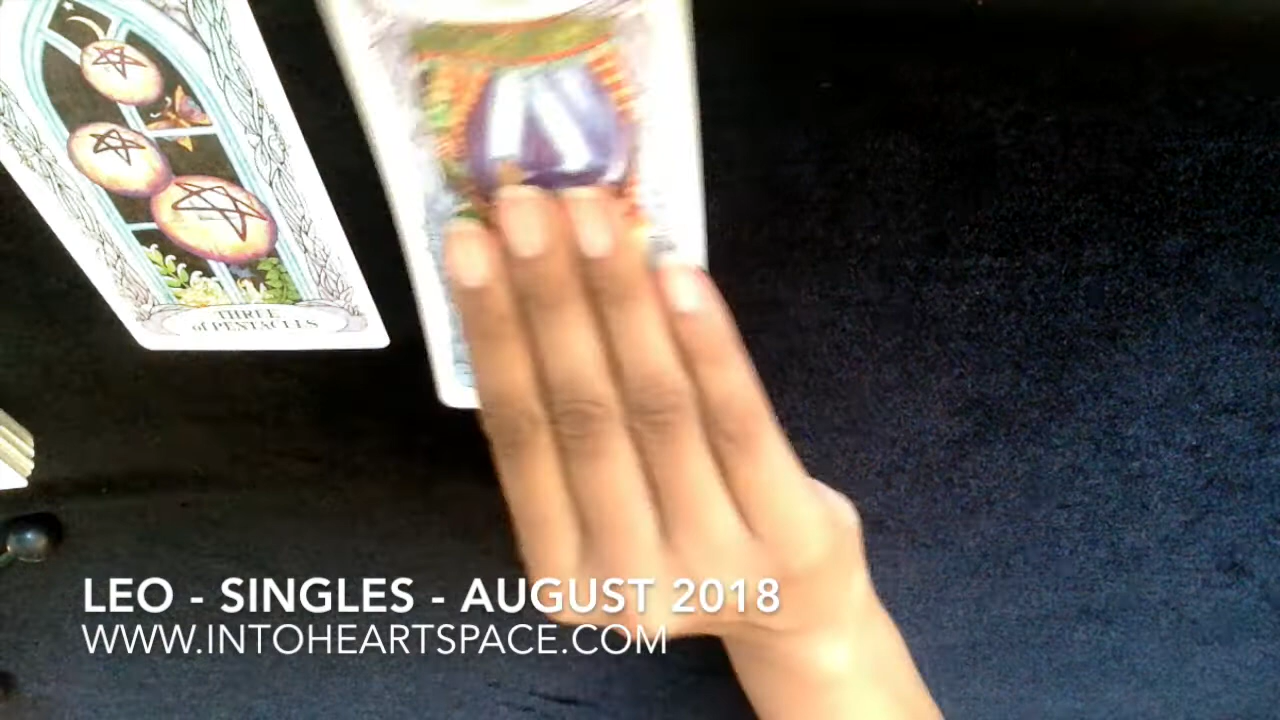 THREE
of PENTACLES
LEO - SINGLES - AUGUST 2018
WWW.INTOHEARTSPACE.COM